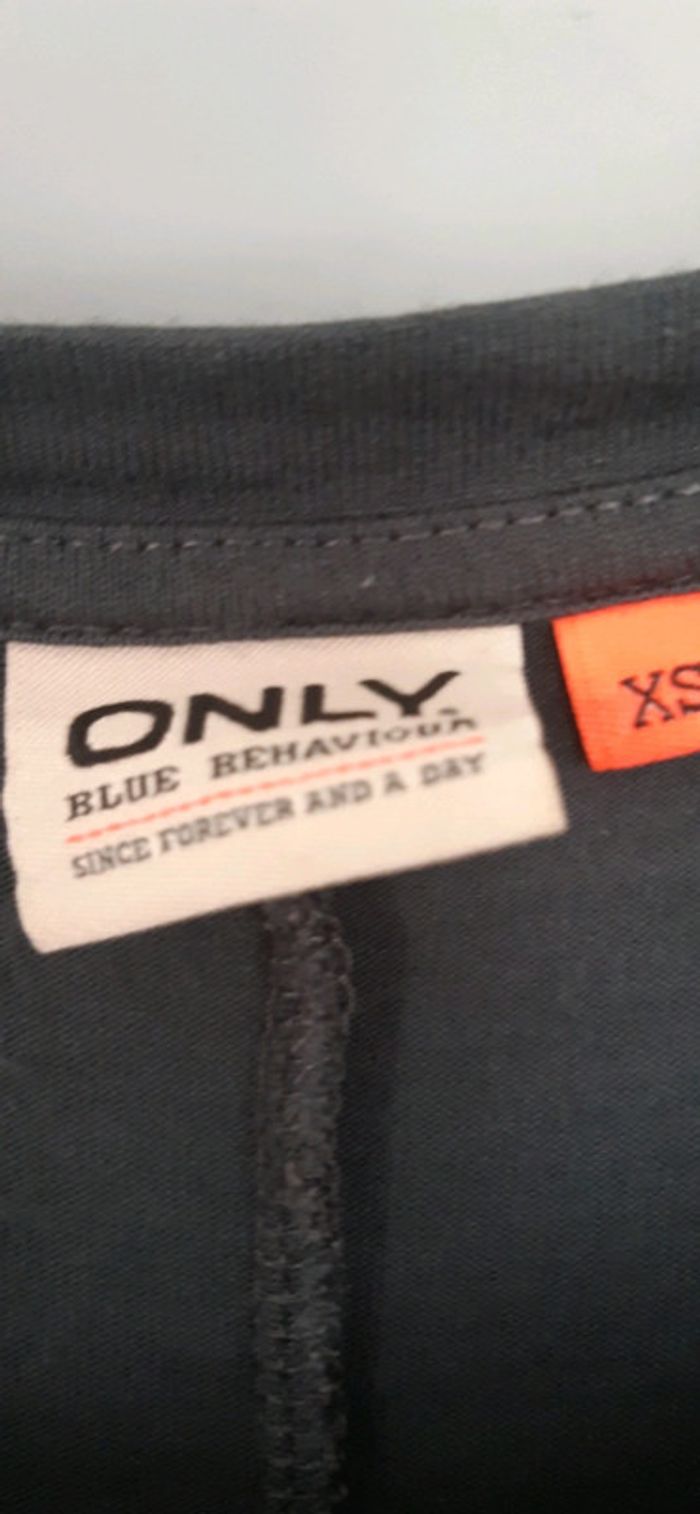 ONLY.
BLUE BEHAVIOUR
SINCE FOREVER AND A DAY
XS